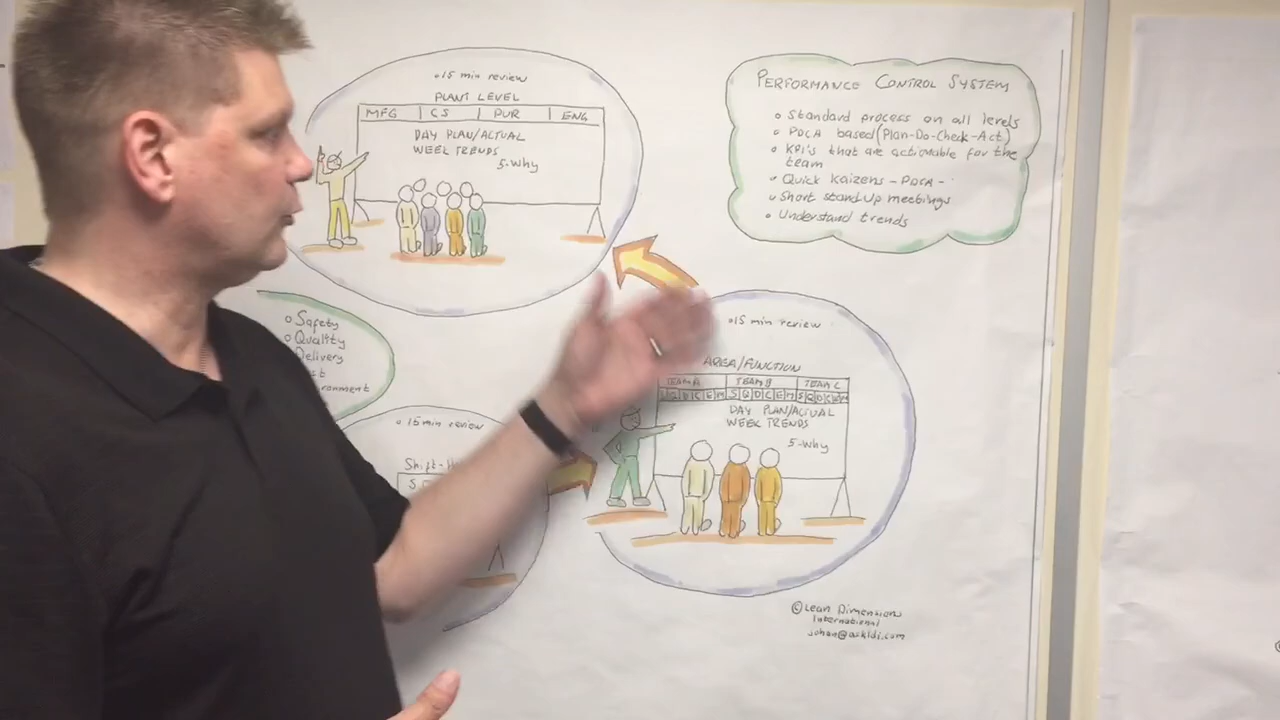 • 15 min review
PLANT LEVEL
MFG CS PUR ENG
DAY PLAN/ACTUAL
WEEK TRENDS
5-Why
PERFORMANCE CONTROL SYSTEM
• Standard process on all levels
• PDCA based (Plan-Do-Check-Act)
• KPI's that are actionable for the
team
• Quick Kaizens - PDCA -
• Short standUp meetings
• Understand trends
• Safety
• Quality
Delivery
• 15 min review
Shift-
S
• 15 min review
AREA/FUNCTION
TEAM A TEAM B TEAM C
S Q D C E M S Q D C E M S Q D C E M
DAY PLAN/ACTUAL
WEEK TRENDS
5-Why
© Lean Dimension
International
johan@askldi.com